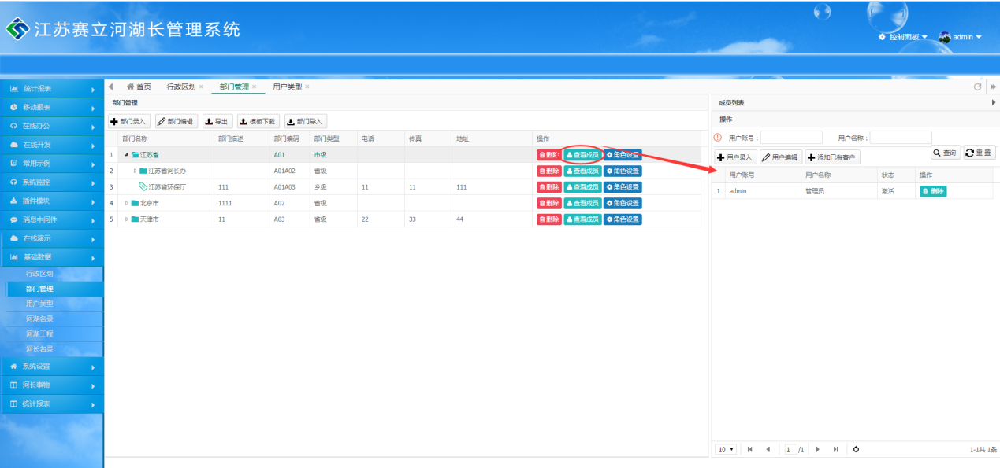 江苏赛立河湖长管理系统
控制面板 admin
统计报表
移动报表
在线办公
在线开发
常用示例
系统监控
插件模块
消息中间件
在线演示
基础数据
行政区划
部门管理
用户类型
河湖名录
河湖工程
河长名录
系统设置
河长事物
统计报表
首页 行政区划 × 部门管理 × 用户类型 ×
部门管理
部门录入 部门编辑 导出 模板下载 部门导入
部门名称 部门描述 部门编码 部门类型 电话 传真 地址 操作
1 江苏省 A01 市级 删除 查看成员 角色设置
2 江苏省河长办 A01A02 省级 删除 查看成员 角色设置
3 江苏省环保厅 111 A01A03 乡级 11 11 111 删除 查看成员 角色设置
4 北京市 1111 A02 省级 删除 查看成员 角色设置
5 天津市 11 A03 省级 22 33 44 删除 查看成员 角色设置
成员列表
操作
用户账号： 用户名称：
查询 重置
用户录入 用户编辑 添加已有客户
用户账号 用户名称 状态 操作
1 admin 管理员 激活 删除
10 1 /1 1-1共 1条